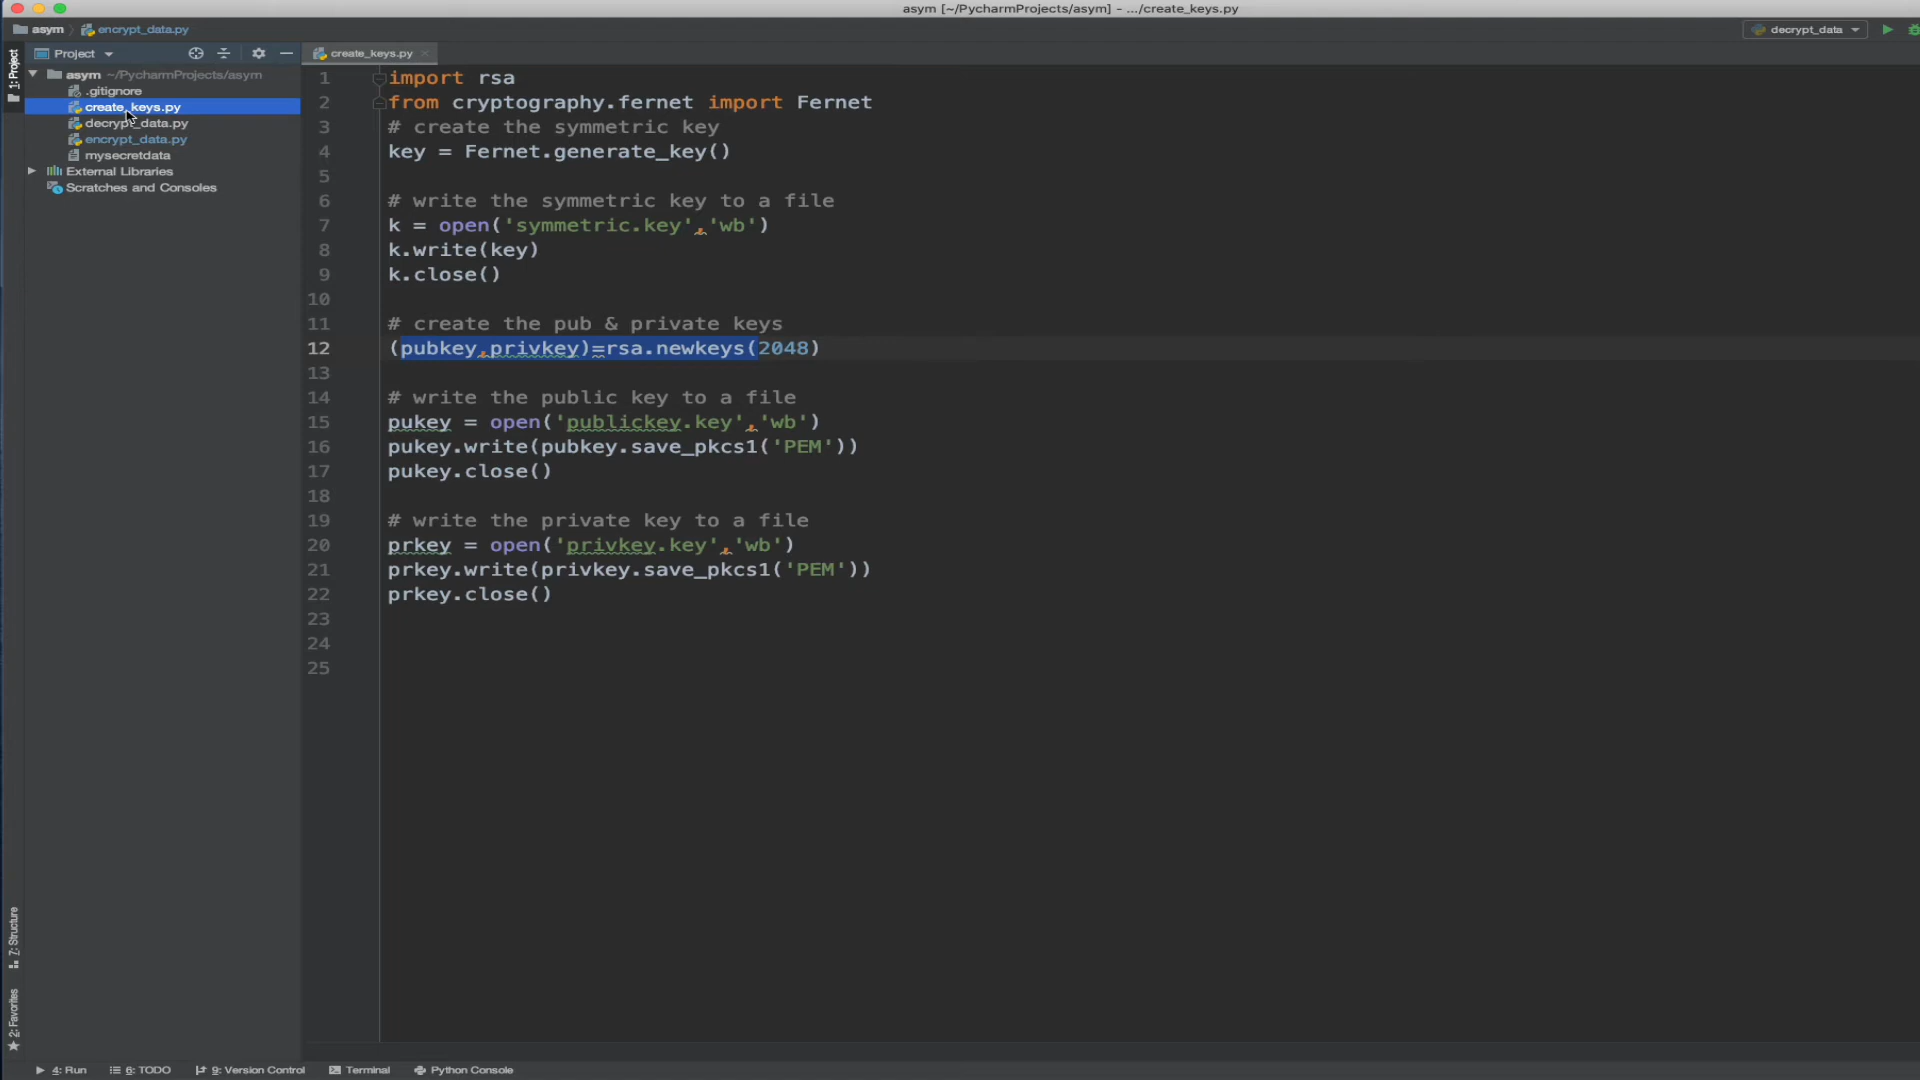 asym [~/PycharmProjects/asym] - .../create_keys.py
asym encrypt_data.py
decrypt_data
Project
create_keys.py
1: Project
asym ~/PycharmProjects/asym
.gitignore
create_keys.py
decrypt_data.py
encrypt_data.py
mysecretdata
External Libraries
Scratches and Consoles
1 import rsa
2 from cryptography.fernet import Fernet
3 # create the symmetric key
4 key = Fernet.generate_key()
5
6 # write the symmetric key to a file
7 k = open('symmetric.key','wb')
8 k.write(key)
9 k.close()
10
11 # create the pub & private keys
12 (pubkey,privkey)=rsa.newkeys(2048)
13
14 # write the public key to a file
15 pukey = open('publickey.key','wb')
16 pukey.write(pubkey.save_pkcs1('PEM'))
17 pukey.close()
18
19 # write the private key to a file
20 prkey = open('privkey.key','wb')
21 prkey.write(privkey.save_pkcs1('PEM'))
22 prkey.close()
23
24
25
7: Structure
2: Favorites
4: Run
6: TODO
9: Version Control
Terminal
Python Console